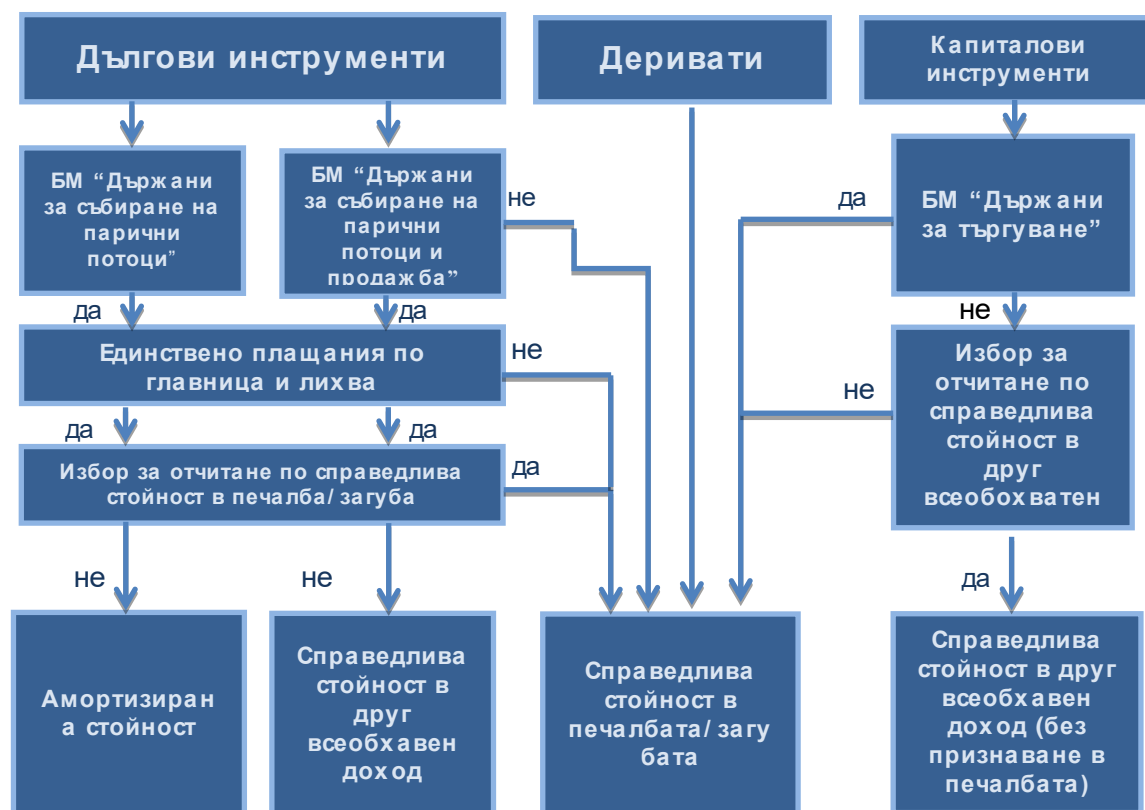 Дългови инструменти
Деривати
Капиталови
инструменти
БМ “Държани
за събиране на
парични
потоци”
БМ “Държани
за събиране на
парични
потоци и
продажба”
не
да
БМ “Държани
за търгуване”
да
да
не
Единствено плащания по
главница и лихва
не
Избор за
отчитане по
справедлива
стойност в
друг
всеобохватен
не
да
да
Избор за отчитане по справедлива
стойност в печалба/ загуба
да
не
не
да
Амортизиран
а стойност
Справедлива
стойност в
друг
всеобхавен
доход
Справедлива
стойност в
печалбата/ загу
бата
Справедлива
стойност в друг
всеобхавен
доход (без
признаване в
печалбата)